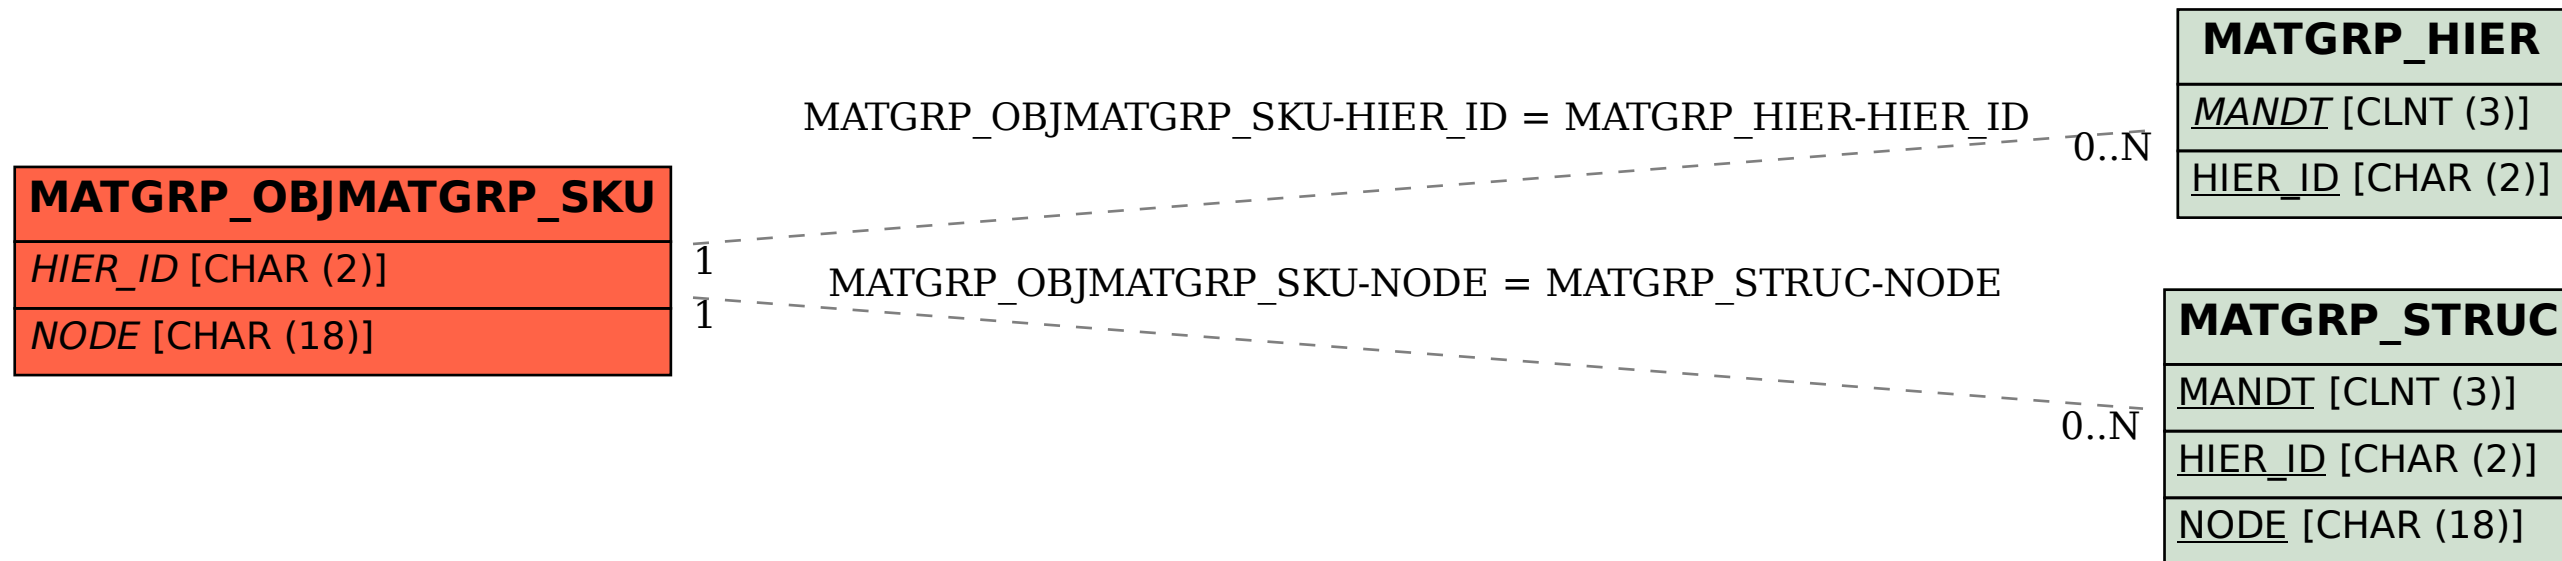 MATGRP_OBJMATGRP_SKU
HIER_ID [CHAR (2)]
NODE [CHAR (18)]
MATGRP_OBJMATGRP_SKU-HIER_ID = MATGRP_HIER-HIER_ID
1
0..N
MATGRP_OBJMATGRP_SKU-NODE = MATGRP_STRUC-NODE
1
0..N
MATGRP_HIER
MANDT [CLNT (3)]
HIER_ID [CHAR (2)]
MATGRP_STRUC
MANDT [CLNT (3)]
HIER_ID [CHAR (2)]
NODE [CHAR (18)]